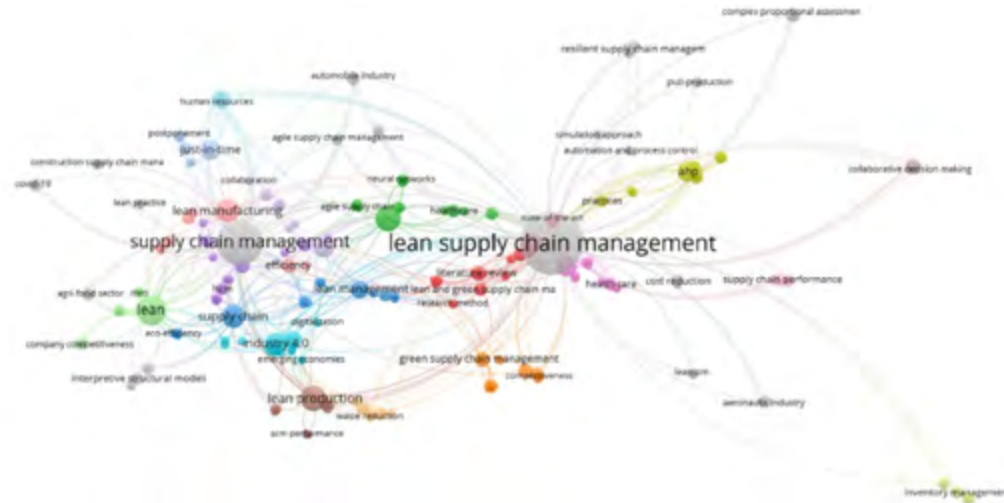 complex proportional assessmen
resilient supply chain managem
automobile industry
pull production
human resources
postponement
agile supply chain management
simulation approach
just-in-time
automation and process control
construction supply chain mana
collaborative decision making
ahp
covid-19
collaboration
neural networks
practices
lean practice
lean manufacturing
agile supply chain
healthcare
state-of-the-art
supply chain management
lean supply chain management
efficiency
literature review
health care
cost reduction
supply chain performance
agri-food sector
lean management
lean and green supply chain ma
research method
lean
supply chain
digitalization
eco-efficiency
company competitiveness
industry 4.0
emerging economies
green supply chain management
competitiveness
interpretive structural modeli
lean production
aeronautic industry
waste reduction
scm performance
inventory management